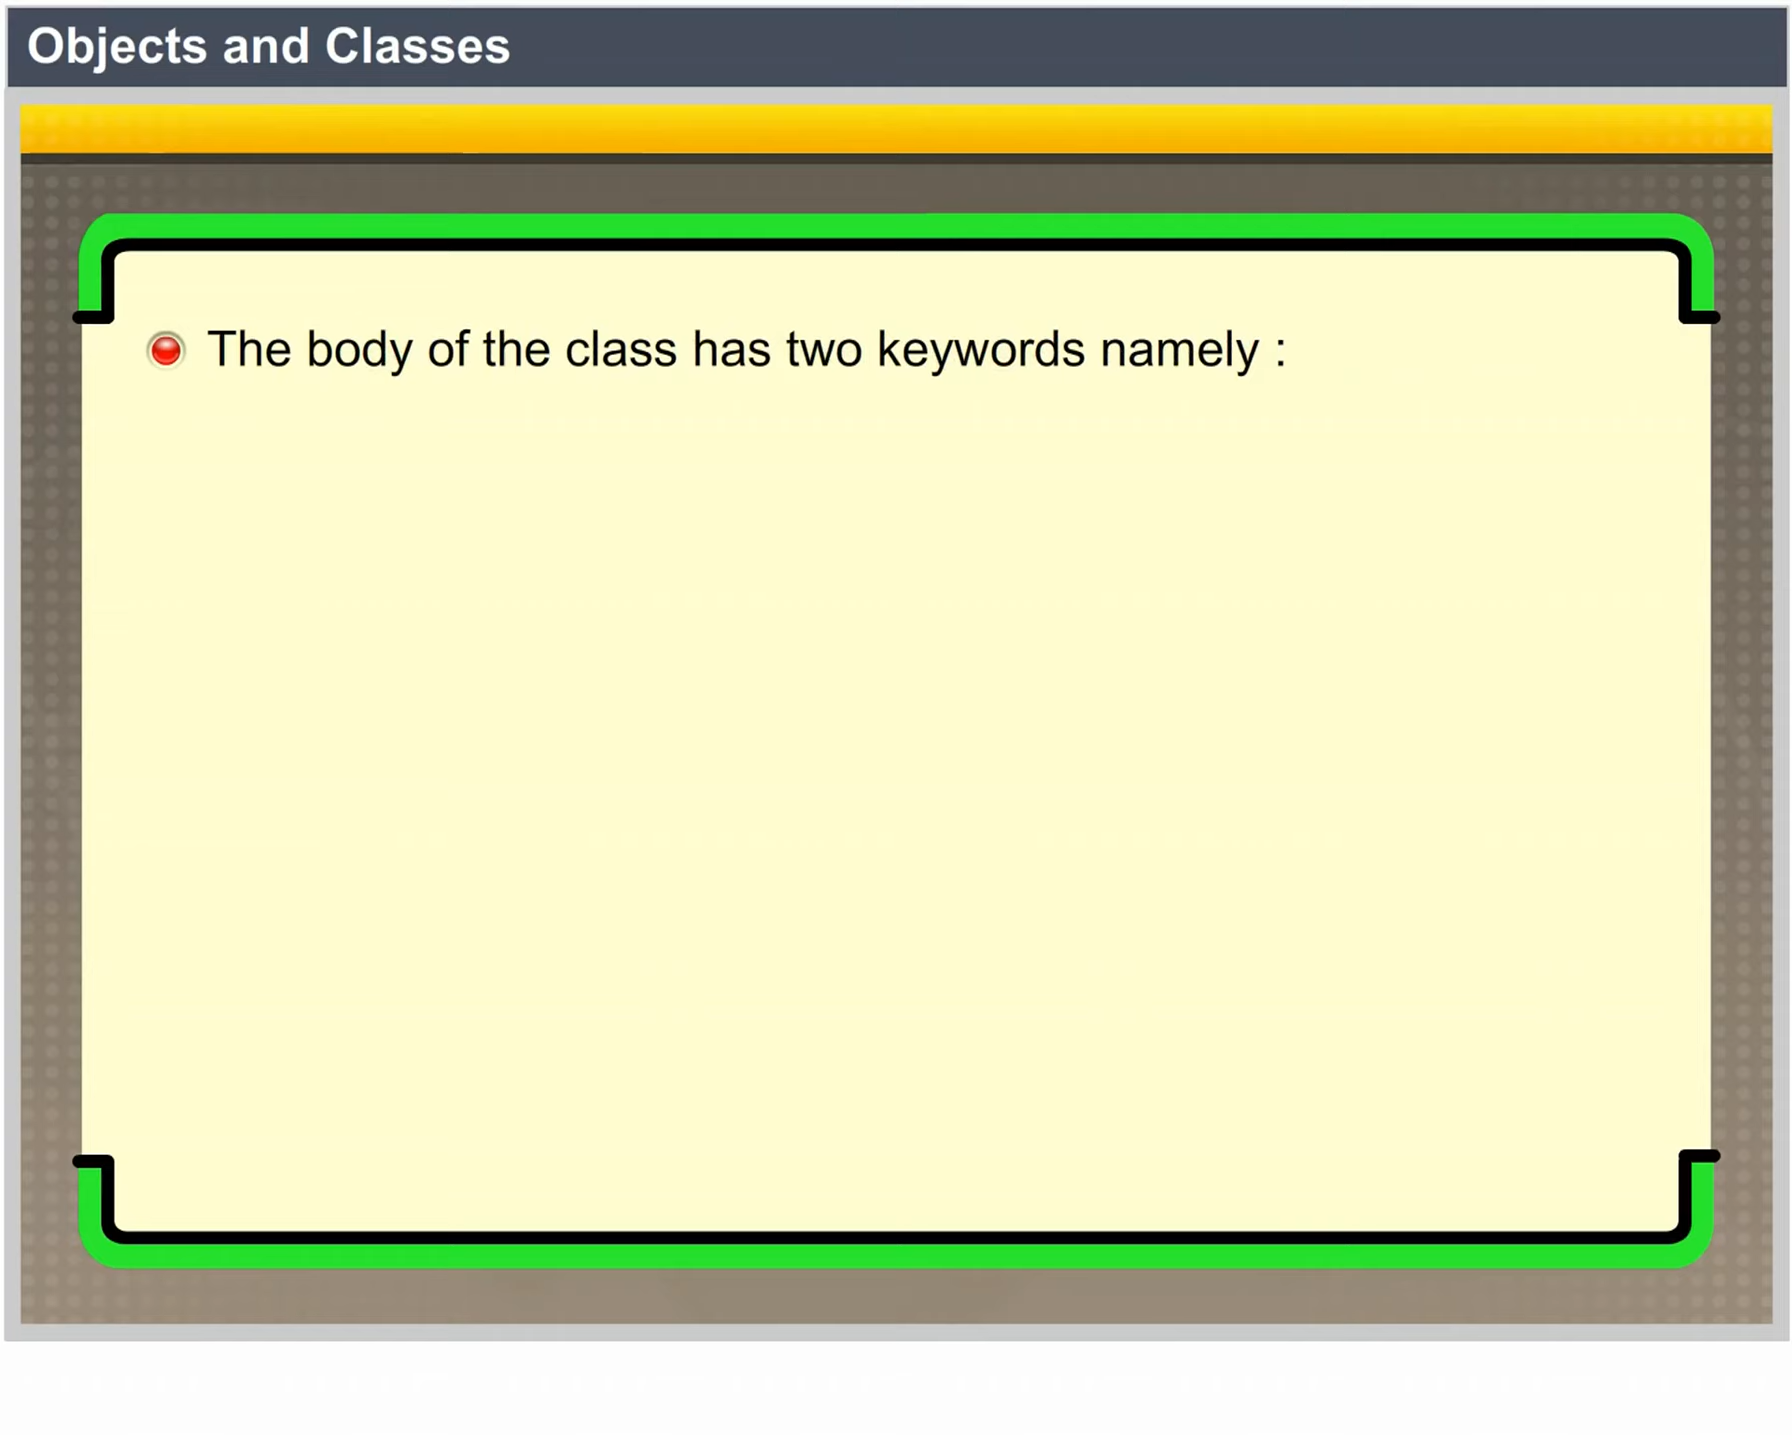 Objects and Classes
The body of the class has two keywords namely :